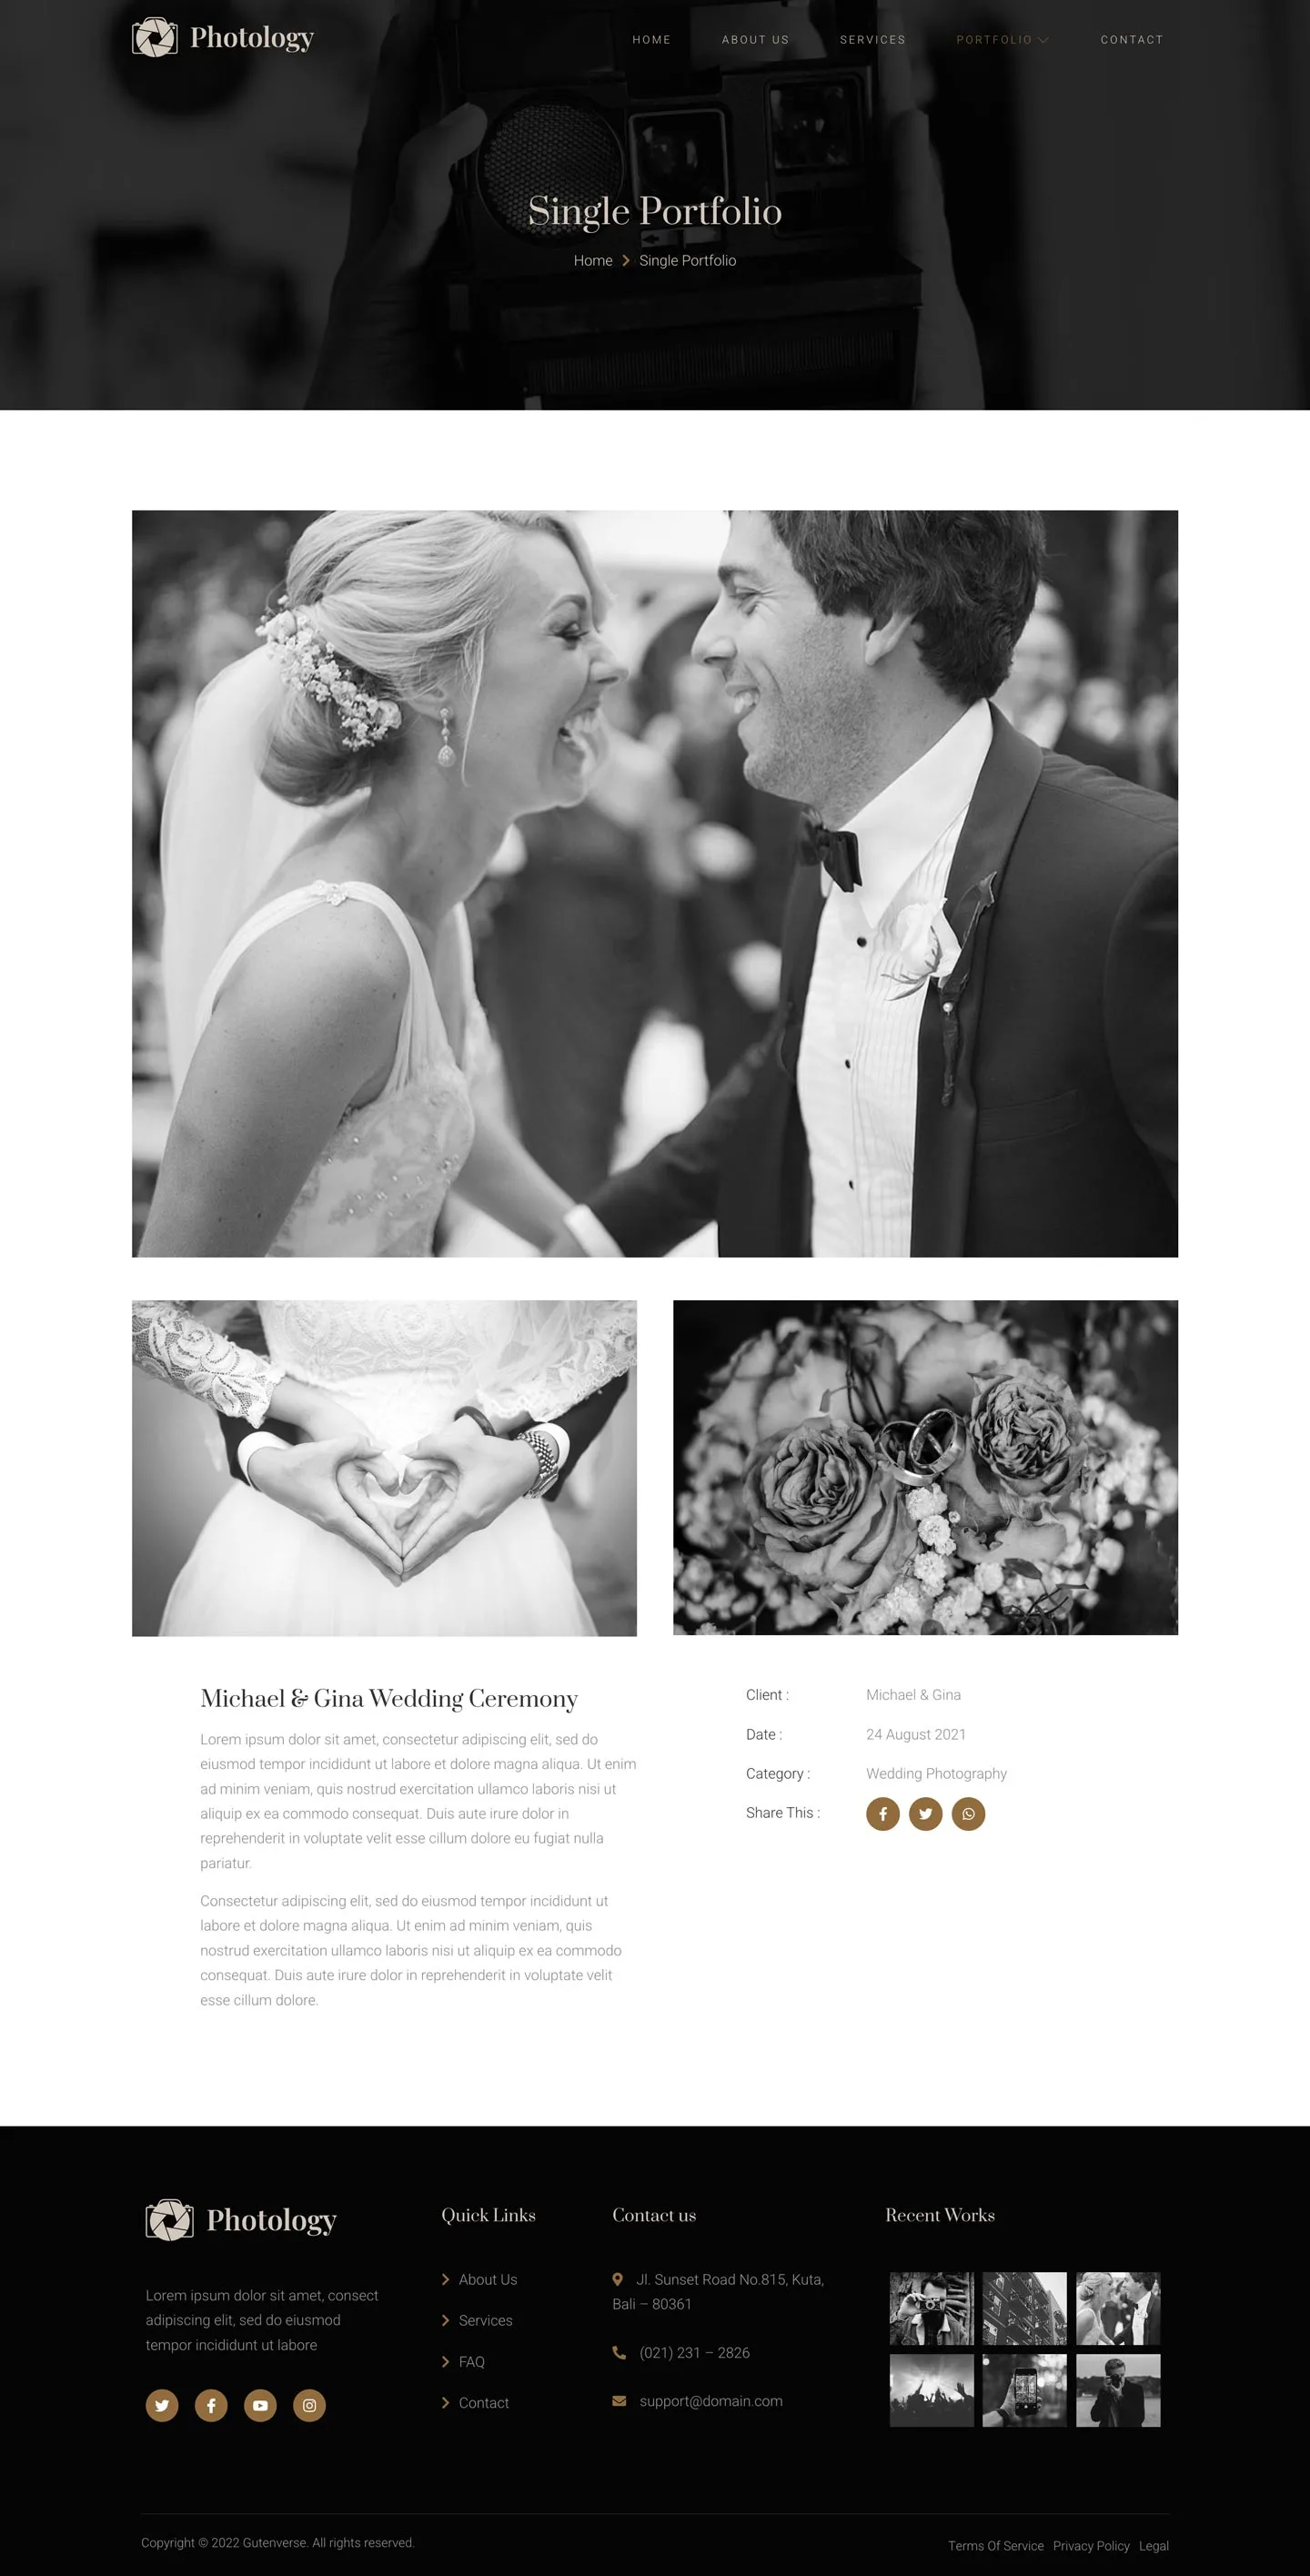 Photology
HOME ABOUT US SERVICES PORTFOLIO CONTACT
Single Portfolio
Home Single Portfolio
Michael & Gina Wedding Ceremony
Lorem ipsum dolor sit amet, consectetur adipiscing elit, sed do
eiusmod tempor incididunt ut labore et dolore magna aliqua. Ut enim
ad minim veniam, quis nostrud exercitation ullamco laboris nisi ut
aliquip ex ea commodo consequat. Duis aute irure dolor in
reprehenderit in voluptate velit esse cillum dolore eu fugiat nulla
pariatur.
Consectetur adipiscing elit, sed do eiusmod tempor incididunt ut
labore et dolore magna aliqua. Ut enim ad minim veniam, quis
nostrud exercitation ullamco laboris nisi ut aliquip ex ea commodo
consequat. Duis aute irure dolor in reprehenderit in voluptate velit
esse cillum dolore.
Client : Michael & Gina
Date : 24 August 2021
Category : Wedding Photography
Share This :
Photology
Lorem ipsum dolor sit amet, consect
adipiscing elit, sed do eiusmod
tempor incididunt ut labore
Quick Links
About Us
Services
FAQ
Contact
Contact us
Jl. Sunset Road No.815, Kuta,
Bali – 80361
(021) 231 – 2826
support@domain.com
Recent Works
Copyright © 2022 Gutenverse. All rights reserved.
Terms Of Service Privacy Policy Legal